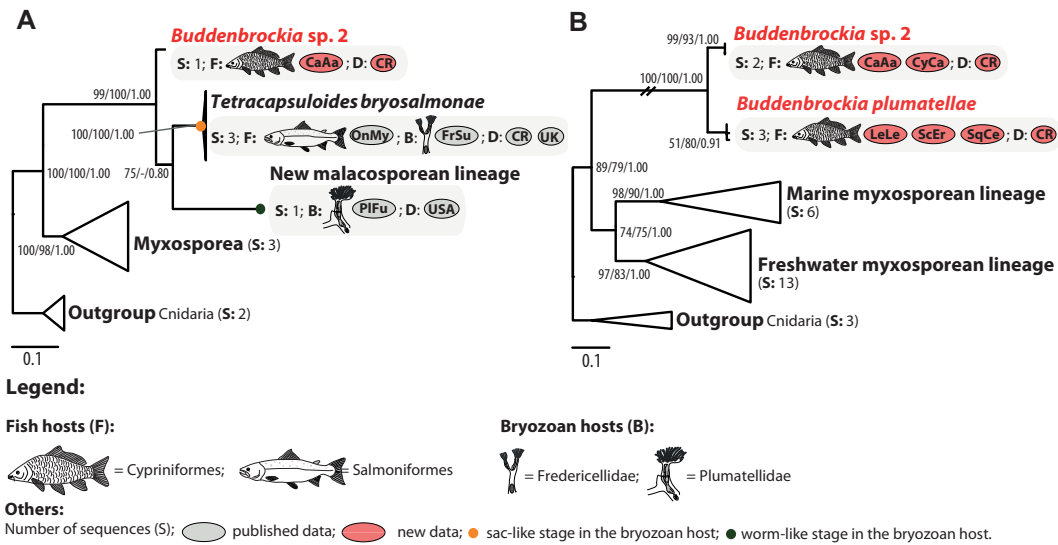 A
Buddenbrockia sp. 2
S: 1; F: CaAa ; D: CR
99/100/1.00
Tetracapsuloides bryosalmonae
100/100/1.00
S: 3; F: OnMy ; B: FrSu ; D: CR UK
75/-/0.80
New malacosporean lineage
100/100/1.00
S: 1; B: PlFu ; D: USA
Myxosporea (S: 3)
100/98/1.00
Outgroup Cnidaria (S: 2)
0.1
B
Buddenbrockia sp. 2
99/93/1.00
S: 2; F: CaAa CyCa ; D: CR
100/100/1.00
Buddenbrockia plumatellae
S: 3; F: LeLe ScEr SqCe ; D: CR
51/80/0.91
89/79/1.00
98/90/1.00
Marine myxosporean lineage
(S: 6)
74/75/1.00
Freshwater myxosporean lineage
(S: 13)
97/83/1.00
Outgroup Cnidaria (S: 3)
0.1
Legend:
Fish hosts (F):
= Cypriniformes; = Salmoniformes
Bryozoan hosts (B):
= Fredericellidae; = Plumatellidae
Others:
Number of sequences (S); published data; new data; sac-like stage in the bryozoan host; worm-like stage in the bryozoan host.